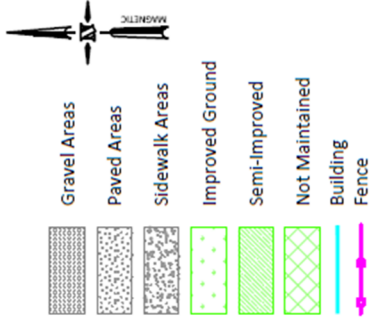 MAGNETIC
N
Gravel Areas
Paved Areas
Sidewalk Areas
Improved Ground
Semi-Improved
Not Maintained
Building
Fence